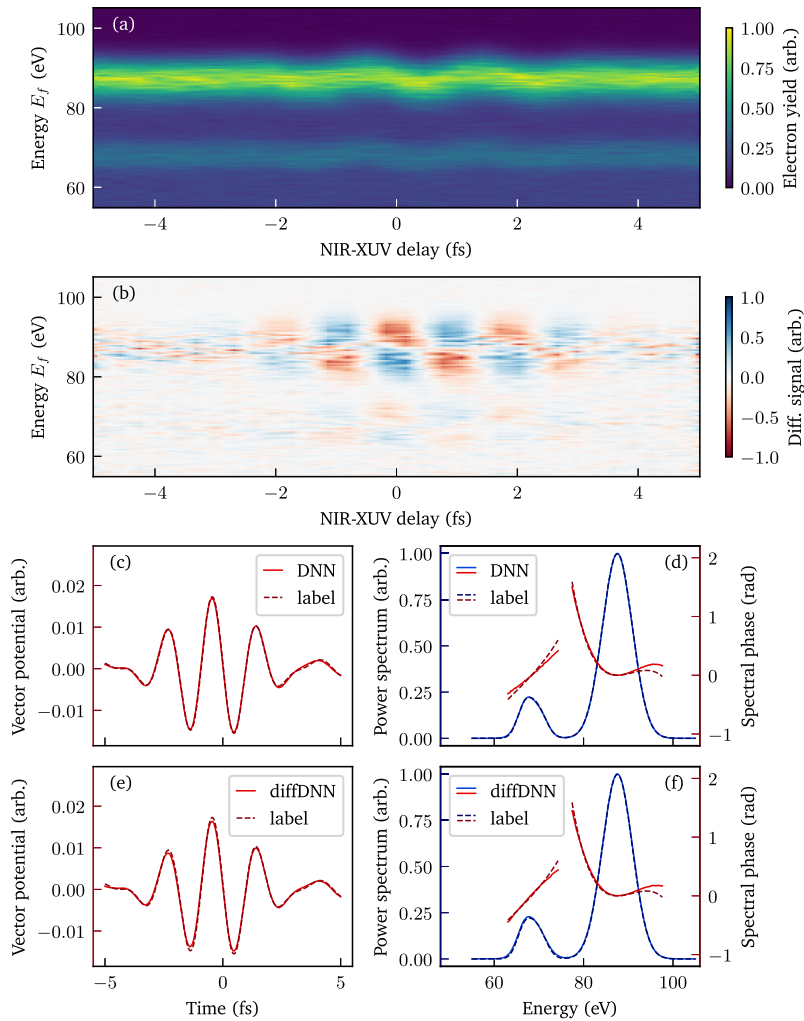 (a)
100
80
60
Energy E_f (eV)
−4 −2 0 2 4
NIR-XUV delay (fs)
1.00
0.75
0.50
0.25
0.00
Electron yield (arb.)
(b)
100
80
60
Energy E_f (eV)
−4 −2 0 2 4
NIR-XUV delay (fs)
1.0
0.5
0.0
−0.5
−1.0
Diff. signal (arb.)
(c)
DNN
label
0.02
0.01
0.00
−0.01
Vector potential (arb.)
(d)
DNN
label
1.00
0.75
0.50
0.25
0.00
Power spectrum (arb.)
2
1
0
−1
Spectral phase (rad)
(e)
diffDNN
label
0.02
0.01
0.00
−0.01
Vector potential (arb.)
−5 0 5
Time (fs)
(f)
diffDNN
label
1.00
0.75
0.50
0.25
0.00
Power spectrum (arb.)
2
1
0
−1
Spectral phase (rad)
60 80 100
Energy (eV)